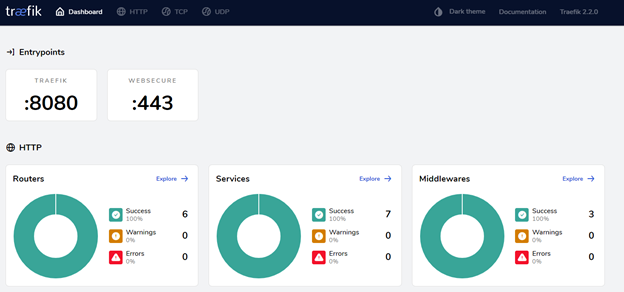 træfik Dashboard HTTP TCP UDP Dark theme Documentation Traefik 2.2.0
Entrypoints
TRAEFIK WEBSECURE
:8080 :443
HTTP
Routers Explore Services Explore Middlewares Explore
Success 6 Success 7 Success 3
100% 100% 100%
Warnings 0 Warnings 0 Warnings 0
0% 0% 0%
Errors 0 Errors 0 Errors 0
0% 0% 0%